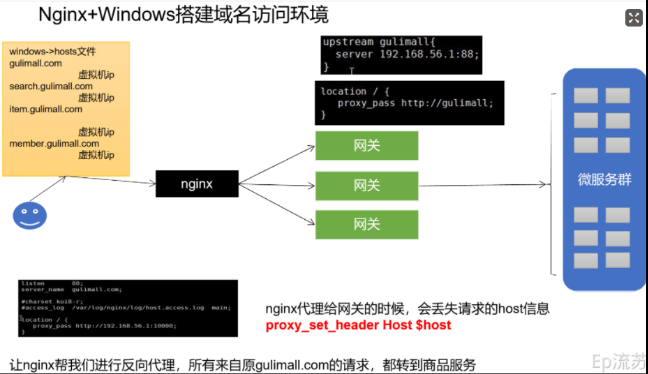 Nginx+Windows搭建域名访问环境
windows->hosts文件
gulimall.com
虚拟机ip
search.gulimall.com
虚拟机ip
item.gulimall.com
虚拟机ip
member.gulimall.com
虚拟机ip
upstream gulimall{
server 192.168.56.1:88;
}
location / {
proxy_pass http://gulimall;
}
nginx
网关
网关
网关
微服务群
listen 80;
server_name gulimall.com;
#charset koi8-r;
#access_log /var/log/nginx/log/host.access.log main;
location / {
proxy_pass http://192.168.56.1:10000;
}
nginx代理给网关的时候，会丢失请求的host信息
proxy_set_header Host $host
让nginx帮我们进行反向代理，所有来自原gulimall.com的请求，都转到商品服务
Ep流苏